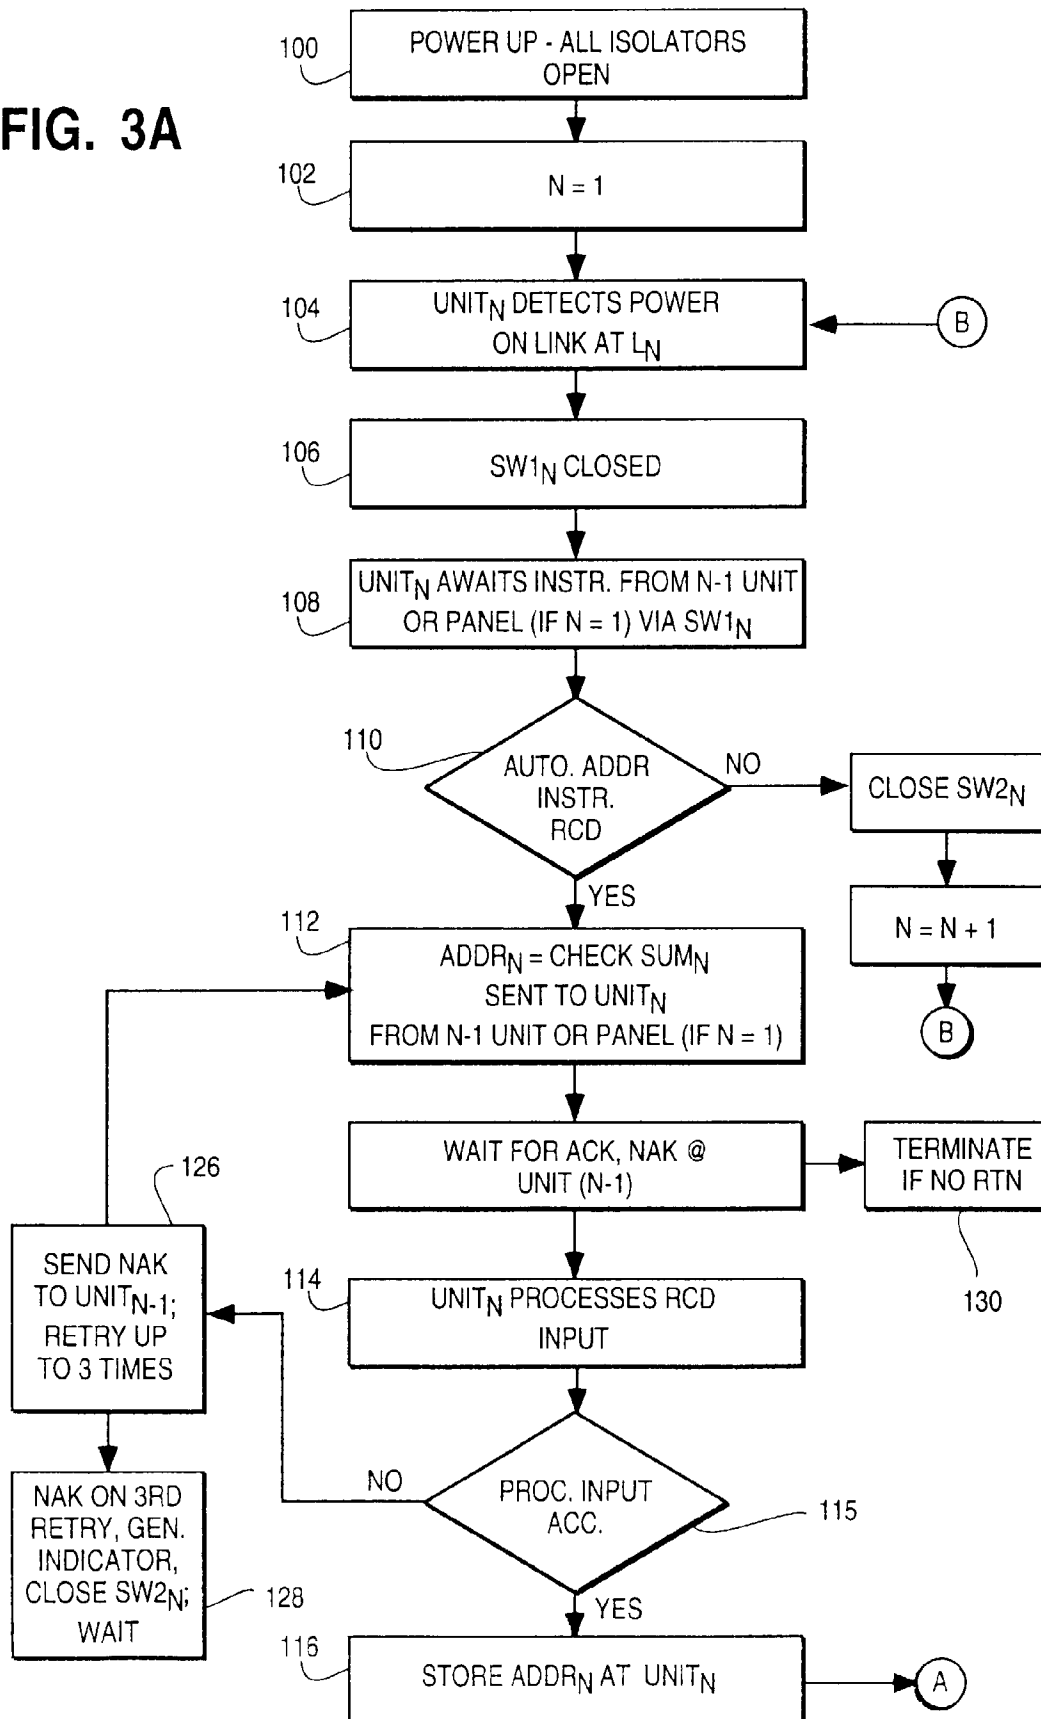 FIG. 3A
100
POWER UP - ALL ISOLATORS
OPEN
102
N = 1
104
UNITN DETECTS POWER
ON LINK AT LN
B
106
SW1N CLOSED
108
UNITN AWAITS INSTR. FROM N-1 UNIT
OR PANEL (IF N = 1) VIA SW1N
110
AUTO. ADDR
INSTR.
RCD
NO
CLOSE SW2N
N = N + 1
B
YES
112
ADDRN = CHECK SUMN
SENT TO UNITN
FROM N-1 UNIT OR PANEL (IF N = 1)
WAIT FOR ACK, NAK @
UNIT (N-1)
TERMINATE
IF NO RTN
130
126
SEND NAK
TO UNITN-1;
RETRY UP
TO 3 TIMES
114
UNITN PROCESSES RCD
INPUT
NO
PROC. INPUT
ACC.
115
NAK ON 3RD
RETRY, GEN.
INDICATOR,
CLOSE SW2N;
WAIT
128
YES
116
STORE ADDRN AT UNITN
A